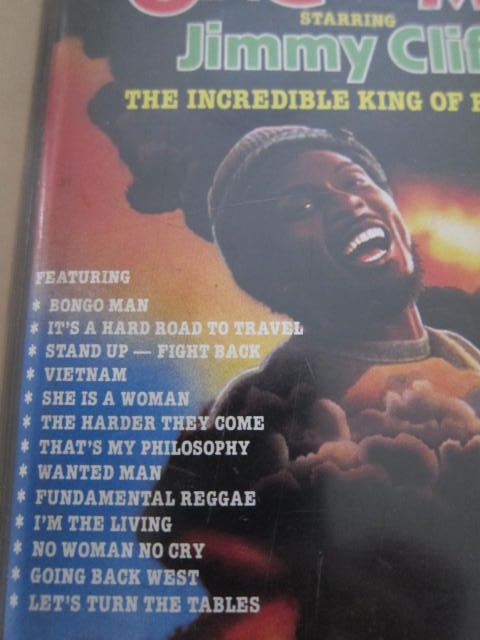 STARRING
Jimmy Clif
THE INCREDIBLE KING OF
FEATURING
* BONGO MAN
* IT'S A HARD ROAD TO TRAVEL
* STAND UP — FIGHT BACK
* VIETNAM
* SHE IS A WOMAN
* THE HARDER THEY COME
* THAT'S MY PHILOSOPHY
* WANTED MAN
* FUNDAMENTAL REGGAE
* I'M THE LIVING
* NO WOMAN NO CRY
* GOING BACK WEST
* LET'S TURN THE TABLES